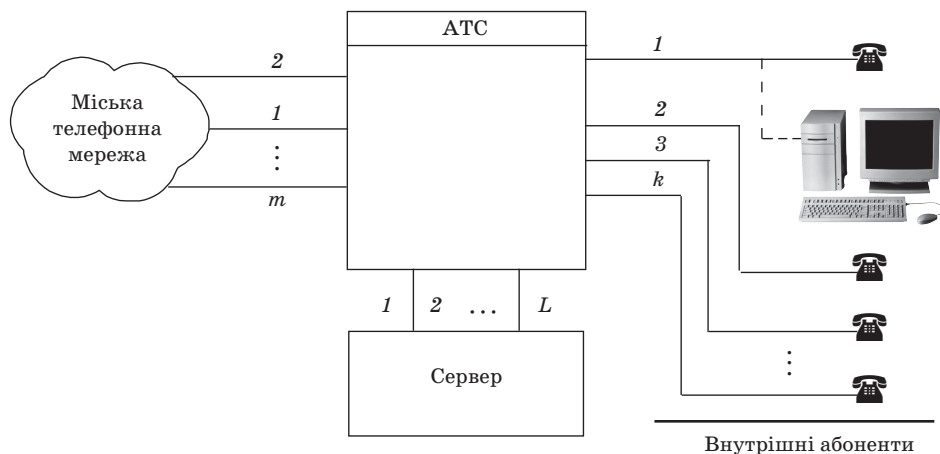 АТС
Міська
телефонна
мережа
2
1
⋮
m
1
2
3
k
1 2 ... L
Сервер
⋮
Внутрішні абоненти